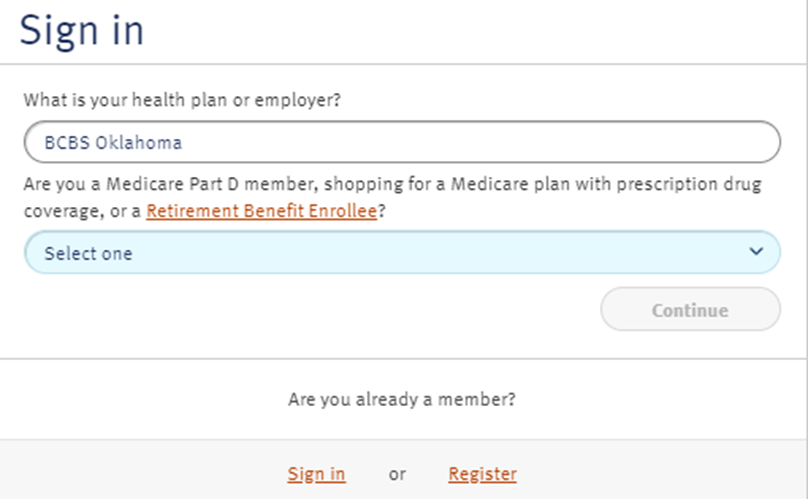 Sign in
What is your health plan or employer?
BCBS Oklahoma
Are you a Medicare Part D member, shopping for a Medicare plan with prescription drug
coverage, or a Retirement Benefit Enrollee?
Select one
Continue
Are you already a member?
Sign in or Register